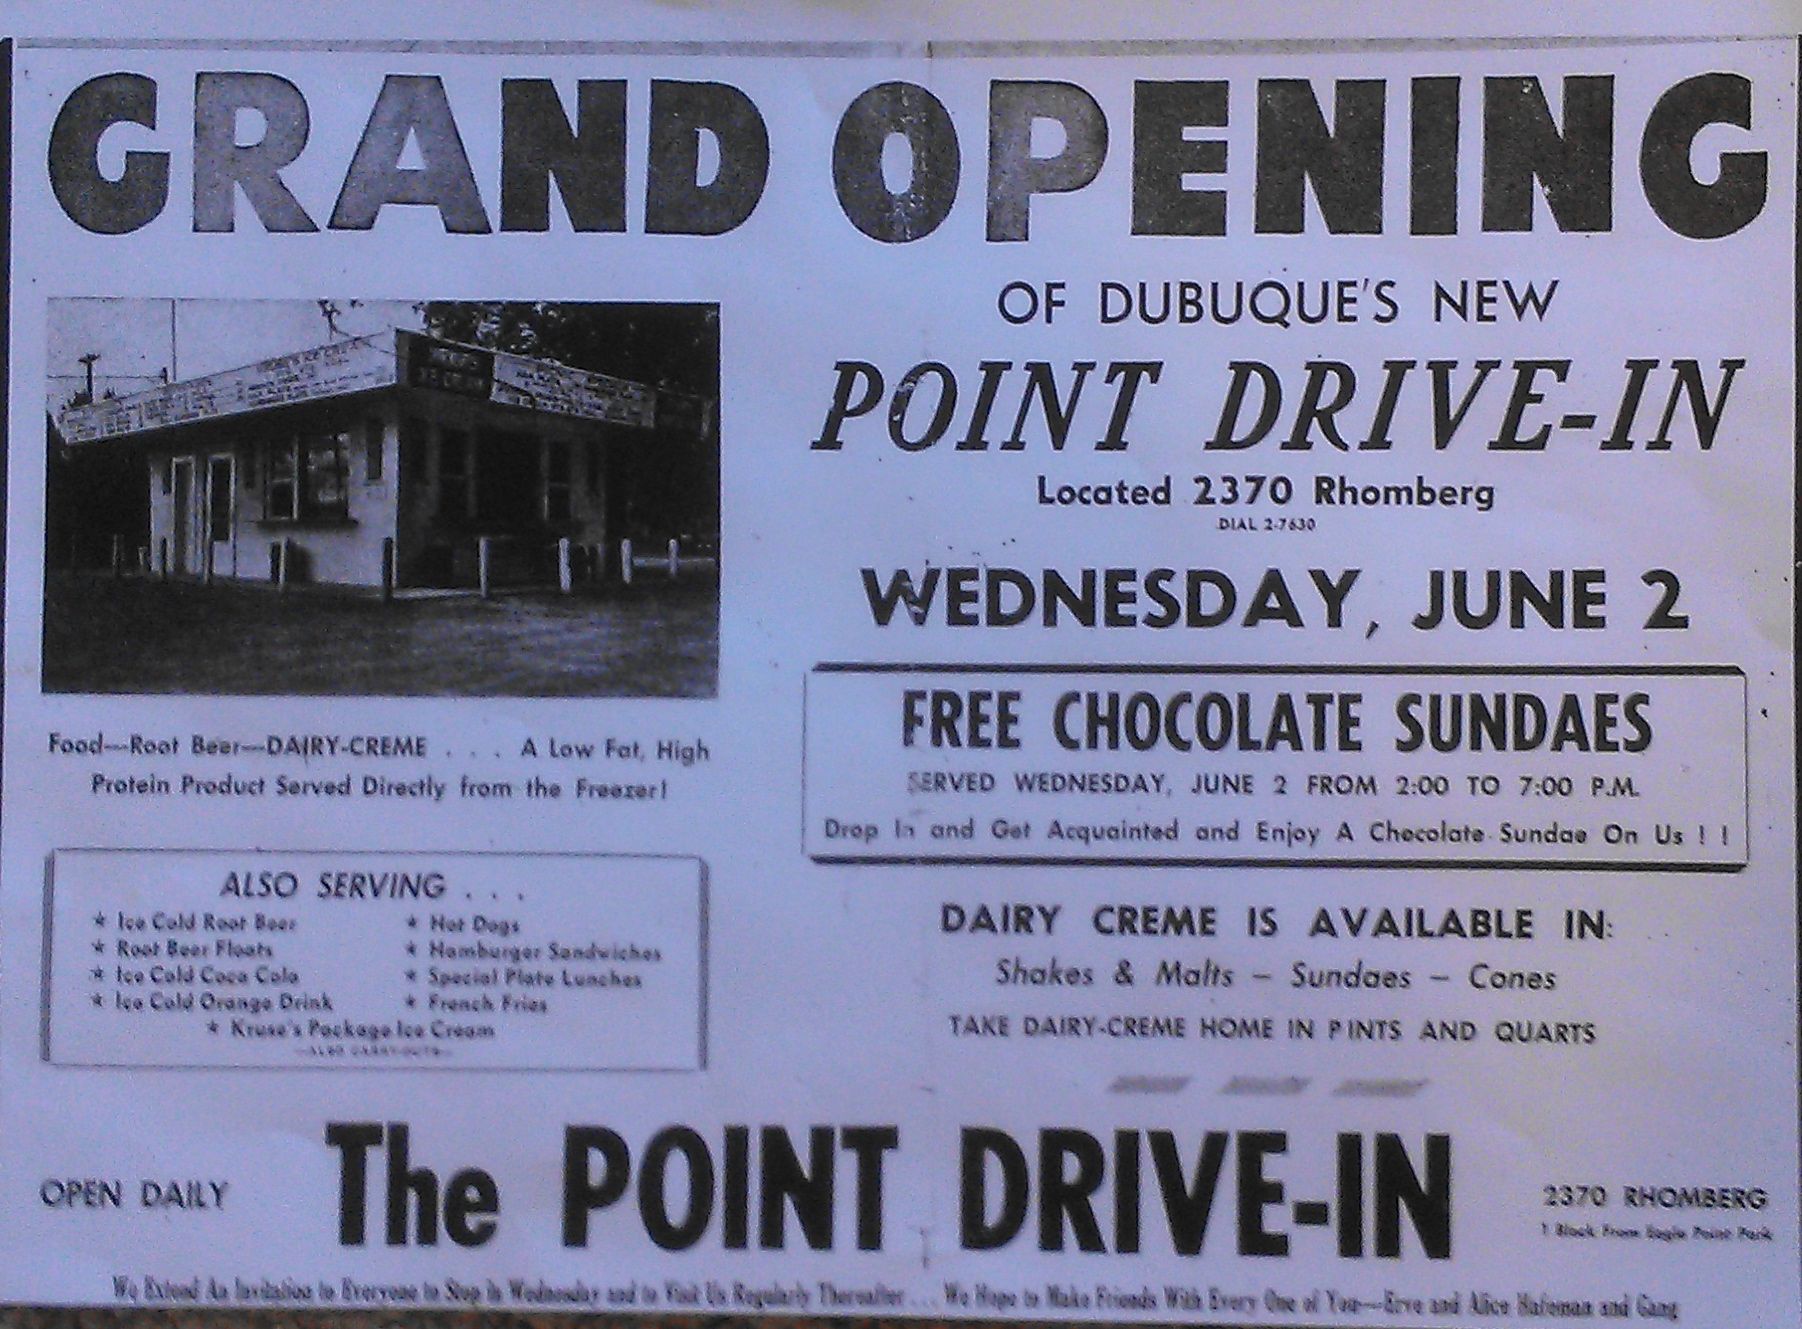 GRAND OPENING
OF DUBUQUE'S NEW
POINT DRIVE-IN
Located 2370 Rhomberg
DIAL 2-7630
WEDNESDAY, JUNE 2
FREE CHOCOLATE SUNDAES
SERVED WEDNESDAY, JUNE 2 FROM 2:00 TO 7:00 P.M.
Drop In and Get Acquainted and Enjoy A Chocolate Sundae On Us ! !
Food—Root Beer—DAIRY-CREME . . . A Low Fat, High
Protein Product Served Directly from the Freezer!
ALSO SERVING . . .
★ Ice Cold Root Beer
★ Root Beer Floats
★ Ice Cold Coca Cola
★ Ice Cold Orange Drink
★ Hot Dogs
★ Hamburger Sandwiches
★ Special Plate Lunches
★ French Fries
★ Kruse's Package Ice Cream
—ALSO CARRY-OUTS—
DAIRY CREME IS AVAILABLE IN:
Shakes & Malts – Sundaes – Cones
TAKE DAIRY-CREME HOME IN PINTS AND QUARTS
OPEN DAILY
The POINT DRIVE-IN
2370 RHOMBERG
1 Block From Eagle Point Park
We Extend An Invitation to Everyone to Stop in Wednesday and to Visit Us Regularly Thereafter . . . We Hope to Make Friends With Every One of You—Erve and Alice Hafeman and Gang